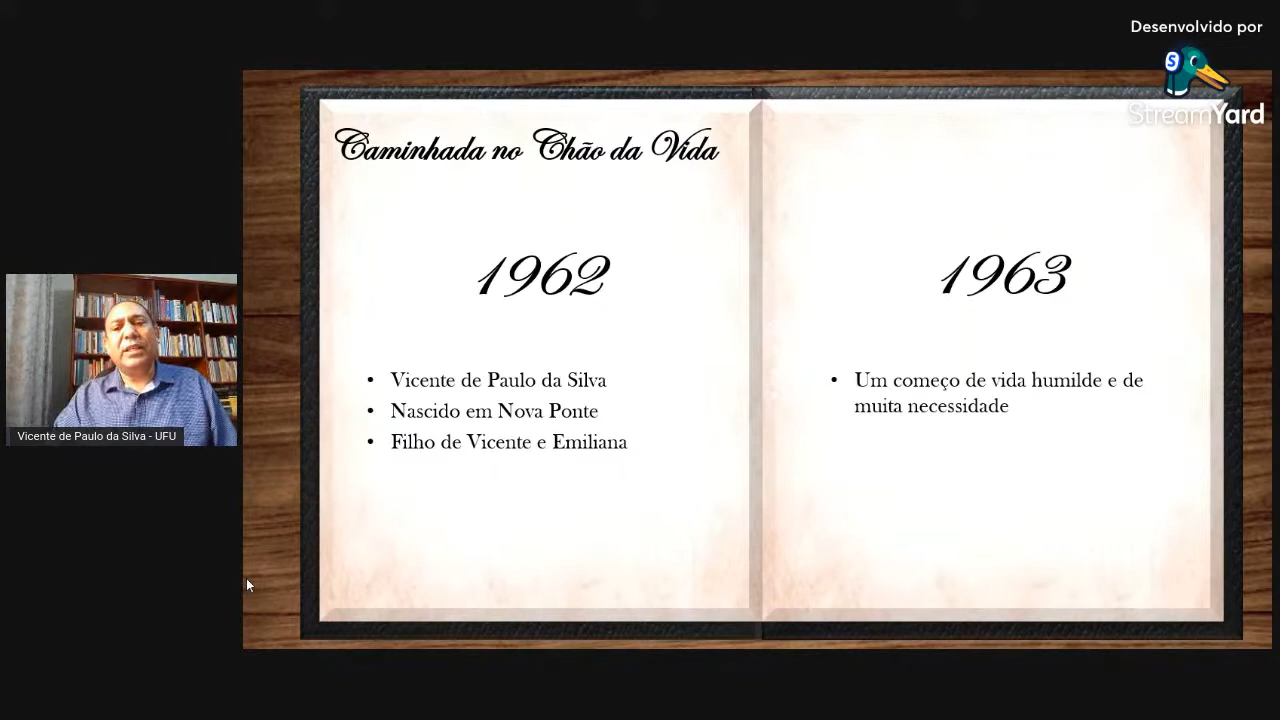 Desenvolvido por
StreamYard
Caminhada no Chão da Vida
1962
Vicente de Paulo da Silva
Nascido em Nova Ponte
Filho de Vicente e Emiliana
1963
Um começo de vida humilde e de
muita necessidade
Vicente de Paulo da Silva - UFU